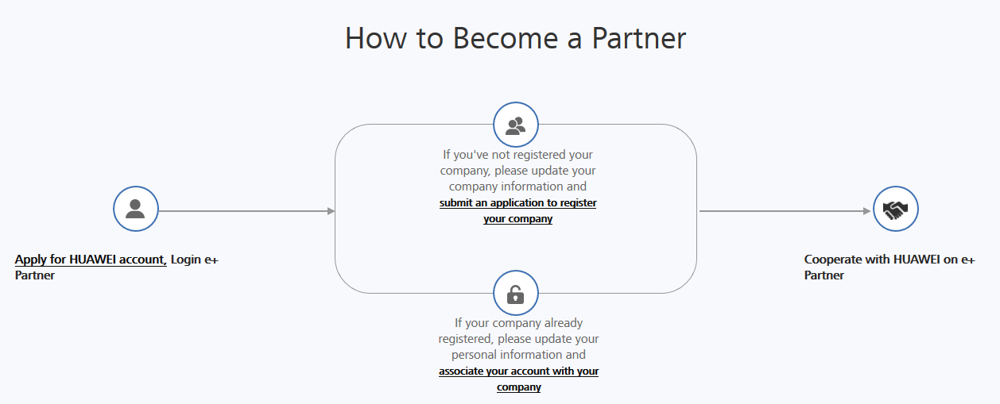 How to Become a Partner
If you've not registered your
company, please update your
company information and
submit an application to register
your company
Apply for HUAWEI account, Login e+
Partner
Cooperate with HUAWEI on e+
Partner
If your company already
registered, please update your
personal information and
associate your account with your
company